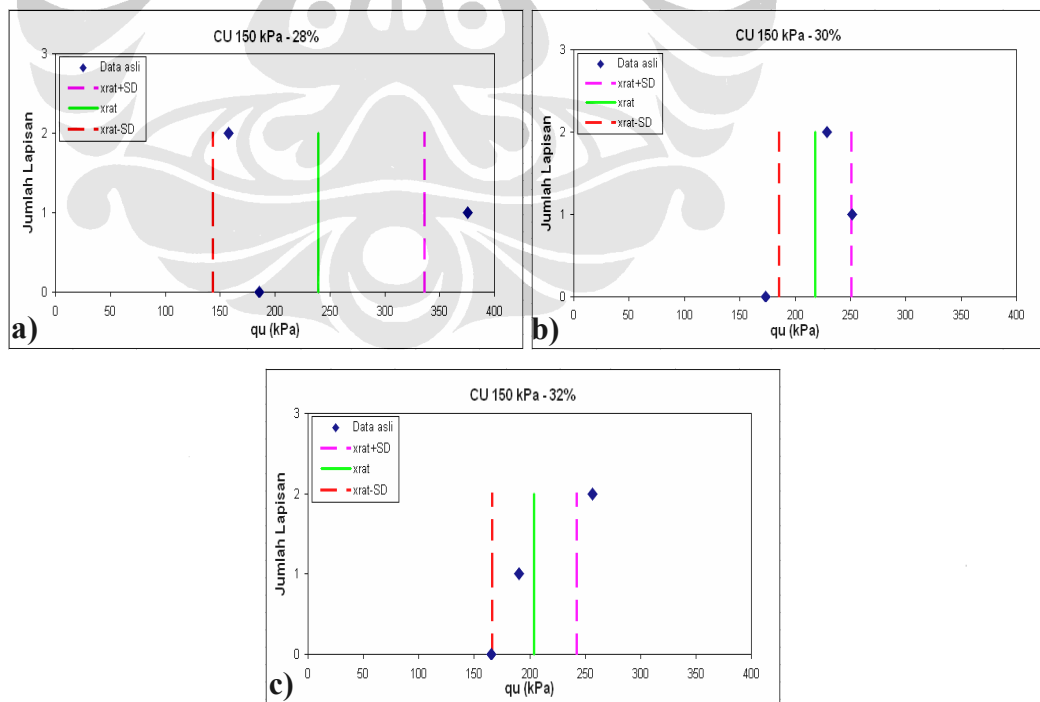 CU 150 kPa - 28%
Data asli
xrat+SD
xrat
xrat-SD
Jumlah Lapisan
3
2
1
0
0 50 100 150 200 250 300 350 400
qu (kPa)
a)
CU 150 kPa - 30%
Data asli
xrat+SD
xrat
xrat-SD
Jumlah Lapisan
3
2
1
0
0 50 100 150 200 250 300 350 400
qu (kPa)
b)
CU 150 kPa - 32%
Data asli
xrat+SD
xrat
xrat-SD
Jumlah Lapisan
3
2
1
0
0 50 100 150 200 250 300 350 400
qu (kPa)
c)